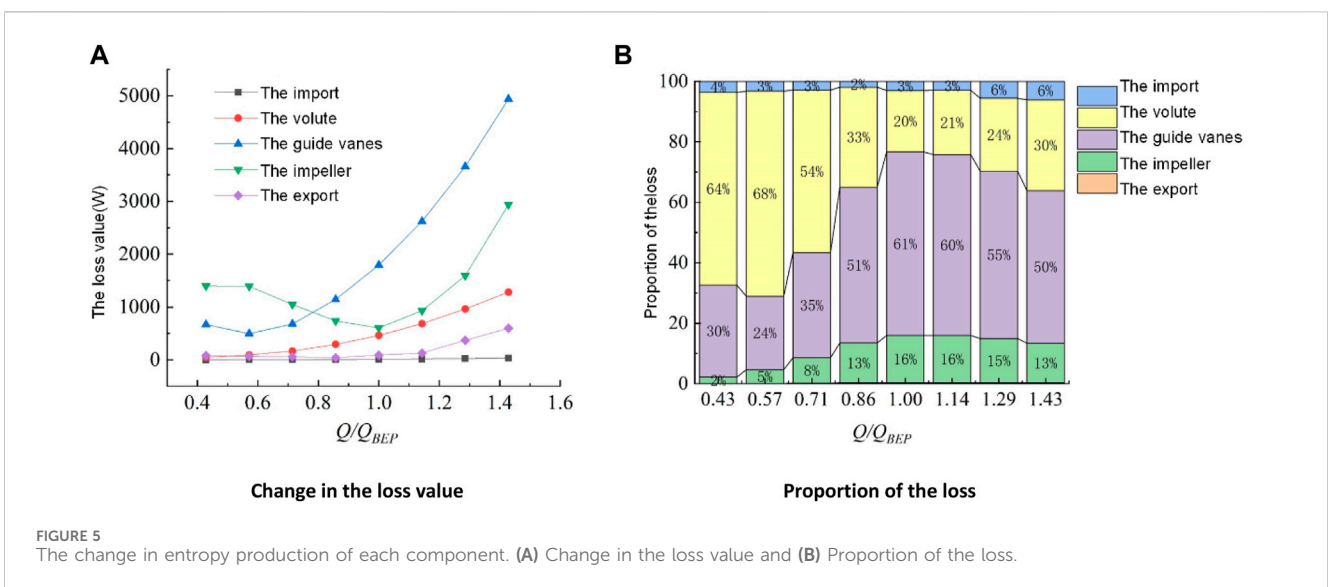 A
5000
4000
3000
2000
1000
0
The loss value(W)
The import
The volute
The guide vanes
The impeller
The export
0.4 0.6 0.8 1.0 1.2 1.4 1.6
Q/Q_BEP
Change in the loss value
B
100
80
60
40
20
0
Proportion of theloss
4% 3% 3% 2% 3% 3% 6% 6%
64% 68% 54% 33% 20% 21% 24% 30%
30% 24% 35% 51% 61% 60% 55% 50%
2% 5% 8% 13% 16% 16% 15% 13%
0.43 0.57 0.71 0.86 1.00 1.14 1.29 1.43
Q/Q_BEP
The import
The volute
The guide vanes
The impeller
The export
Proportion of the loss
FIGURE 5
The change in entropy production of each component. (A) Change in the loss value and (B) Proportion of the loss.